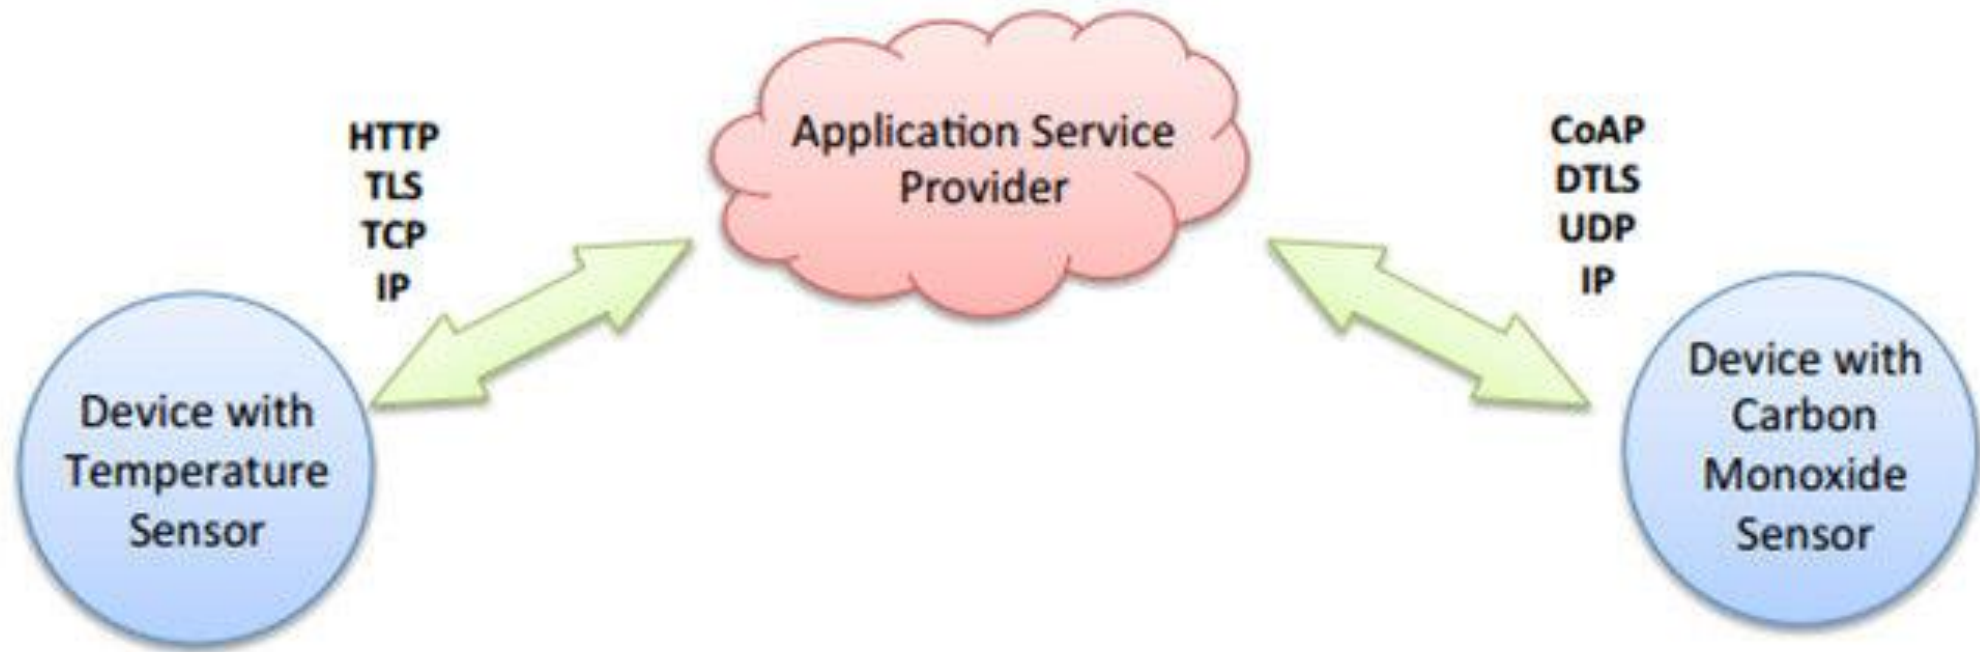 HTTP
TLS
TCP
IP
Application Service
Provider
CoAP
DTLS
UDP
IP
Device with
Temperature
Sensor
Device with
Carbon
Monoxide
Sensor